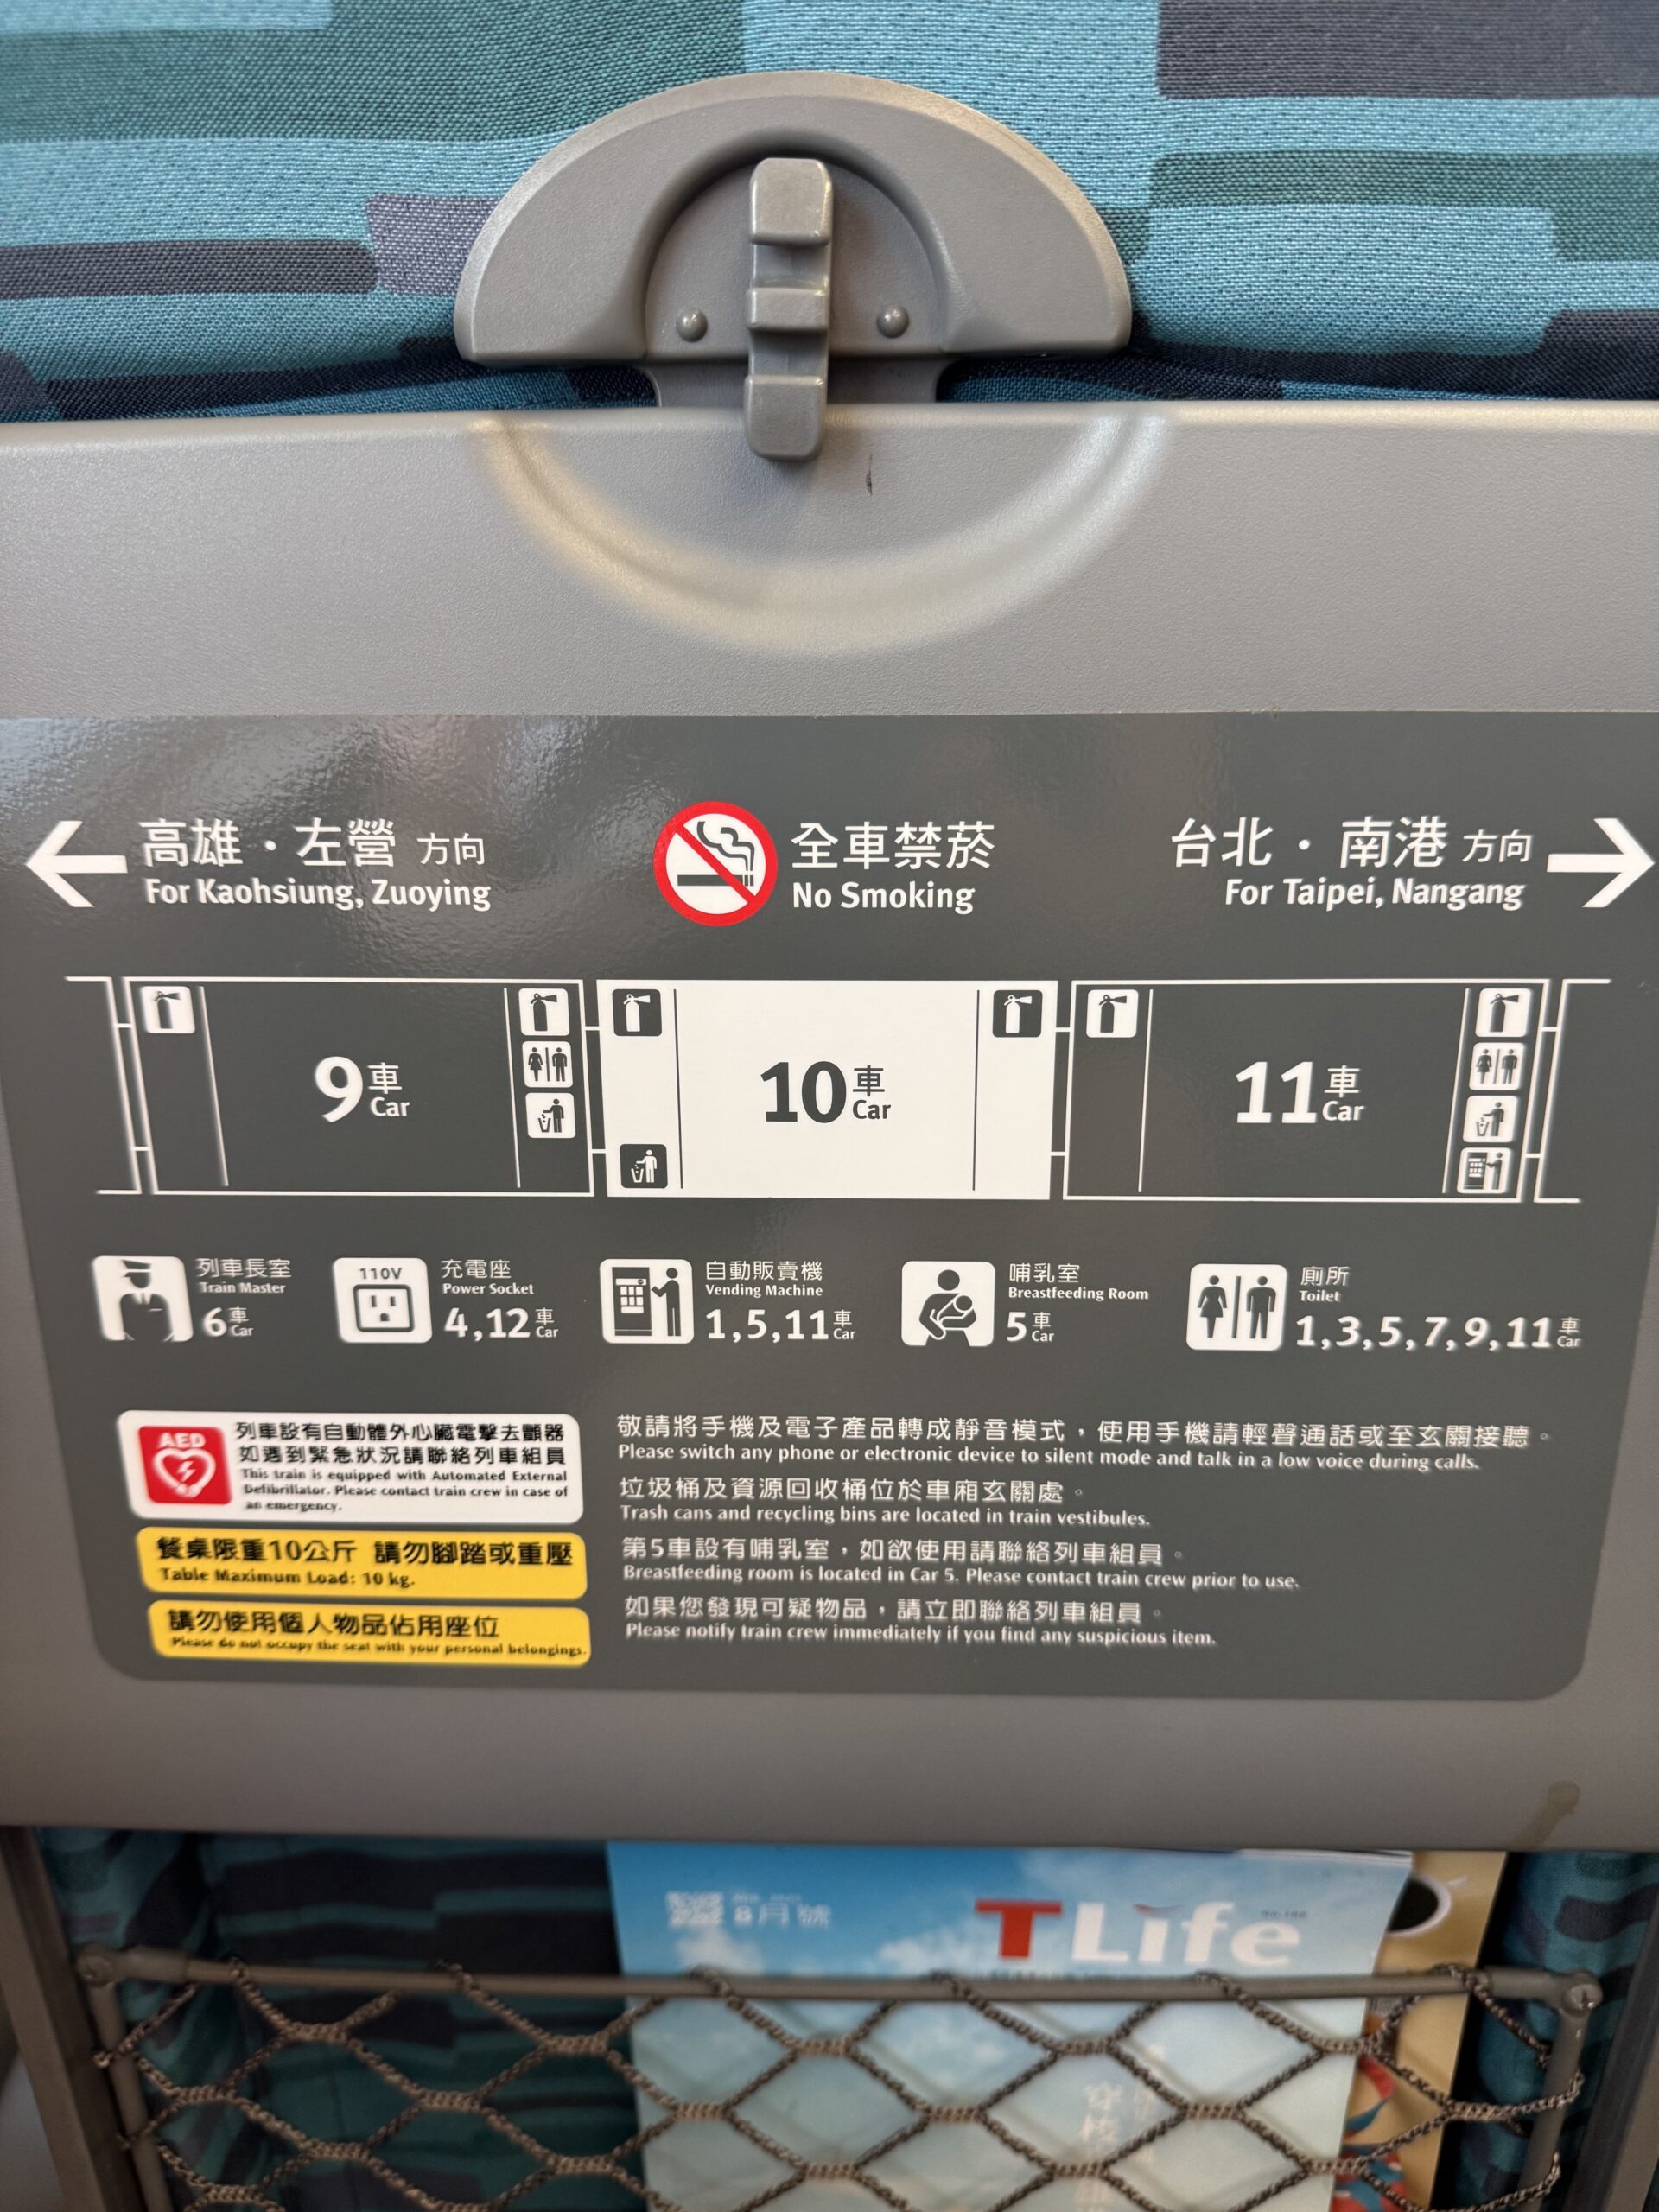 高雄・左營 方向
For Kaohsiung, Zuoying
全車禁菸
No Smoking
台北・南港 方向
For Taipei, Nangang
9車
Car
10車
Car
11車
Car
列車長室
Train Master
6車
Car
110V
充電座
Power Socket
4,12車
Car
自動販賣機
Vending Machine
1,5,11車
Car
哺乳室
Breastfeeding Room
5車
Car
廁所
Toilet
1,3,5,7,9,11車
Car
AED
列車設有自動體外心臟電擊去顫器
如遇到緊急狀況請聯絡列車組員
This train is equipped with Automated External
Defibrillator. Please contact train crew in case of
an emergency.
餐桌限重10公斤 請勿腳踏或重壓
Table Maximum Load: 10 kg.
請勿使用個人物品佔用座位
Please do not occupy the seat with your personal belongings.
敬請將手機及電子產品轉成靜音模式，使用手機請輕聲通話或至玄關接聽。
Please switch any phone or electronic device to silent mode and talk in a low voice during calls.
垃圾桶及資源回收桶位於車廂玄關處。
Trash cans and recycling bins are located in train vestibules.
第5車設有哺乳室，如欲使用請聯絡列車組員。
Breastfeeding room is located in Car 5. Please contact train crew prior to use.
如果您發現可疑物品，請立即聯絡列車組員。
Please notify train crew immediately if you find any suspicious item.
8月號
TLife